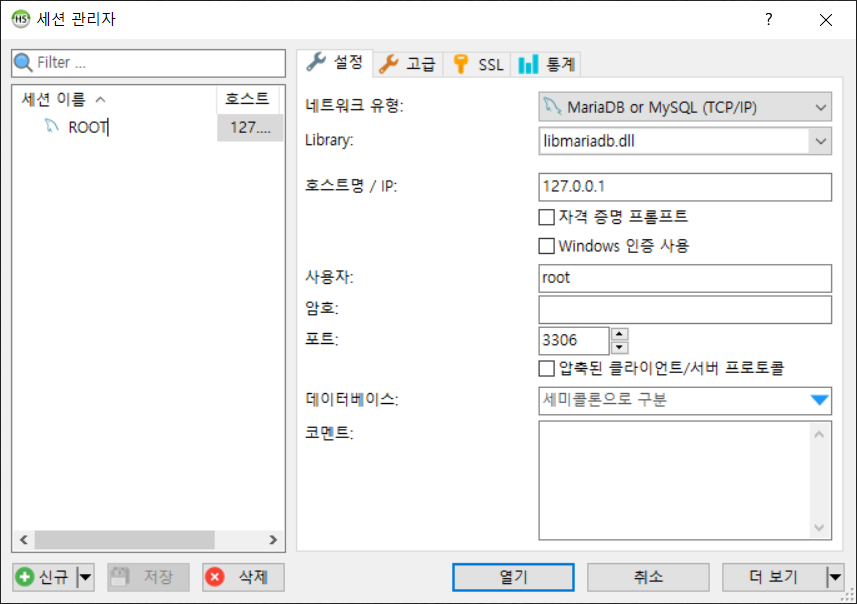 HS 세션 관리자 ?
Filter ...
세션 이름 호스트
ROOT 127....
설정 고급 SSL 통계
네트워크 유형: MariaDB or MySQL (TCP/IP)
Library: libmariadb.dll
호스트명 / IP: 127.0.0.1
자격 증명 프롬프트
Windows 인증 사용
사용자: root
암호:
포트: 3306
압축된 클라이언트/서버 프로토콜
데이터베이스: 세미콜론으로 구분
코멘트:
신규 저장 삭제 열기 취소 더 보기